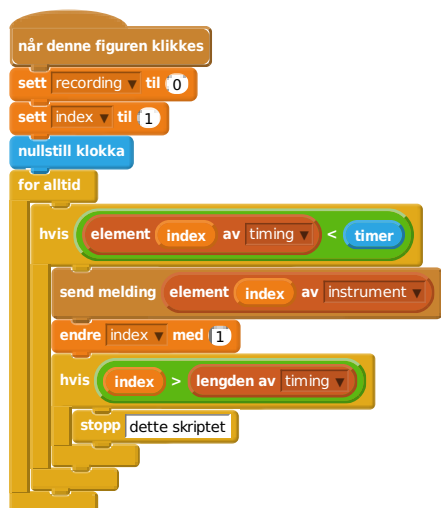 når denne figuren klikkes
sett recording til 0
sett index til 1
nullstill klokka
for alltid
hvis element index av timing < timer
send melding element index av instrument
endre index med 1
hvis index > lengden av timing
stopp dette skriptet